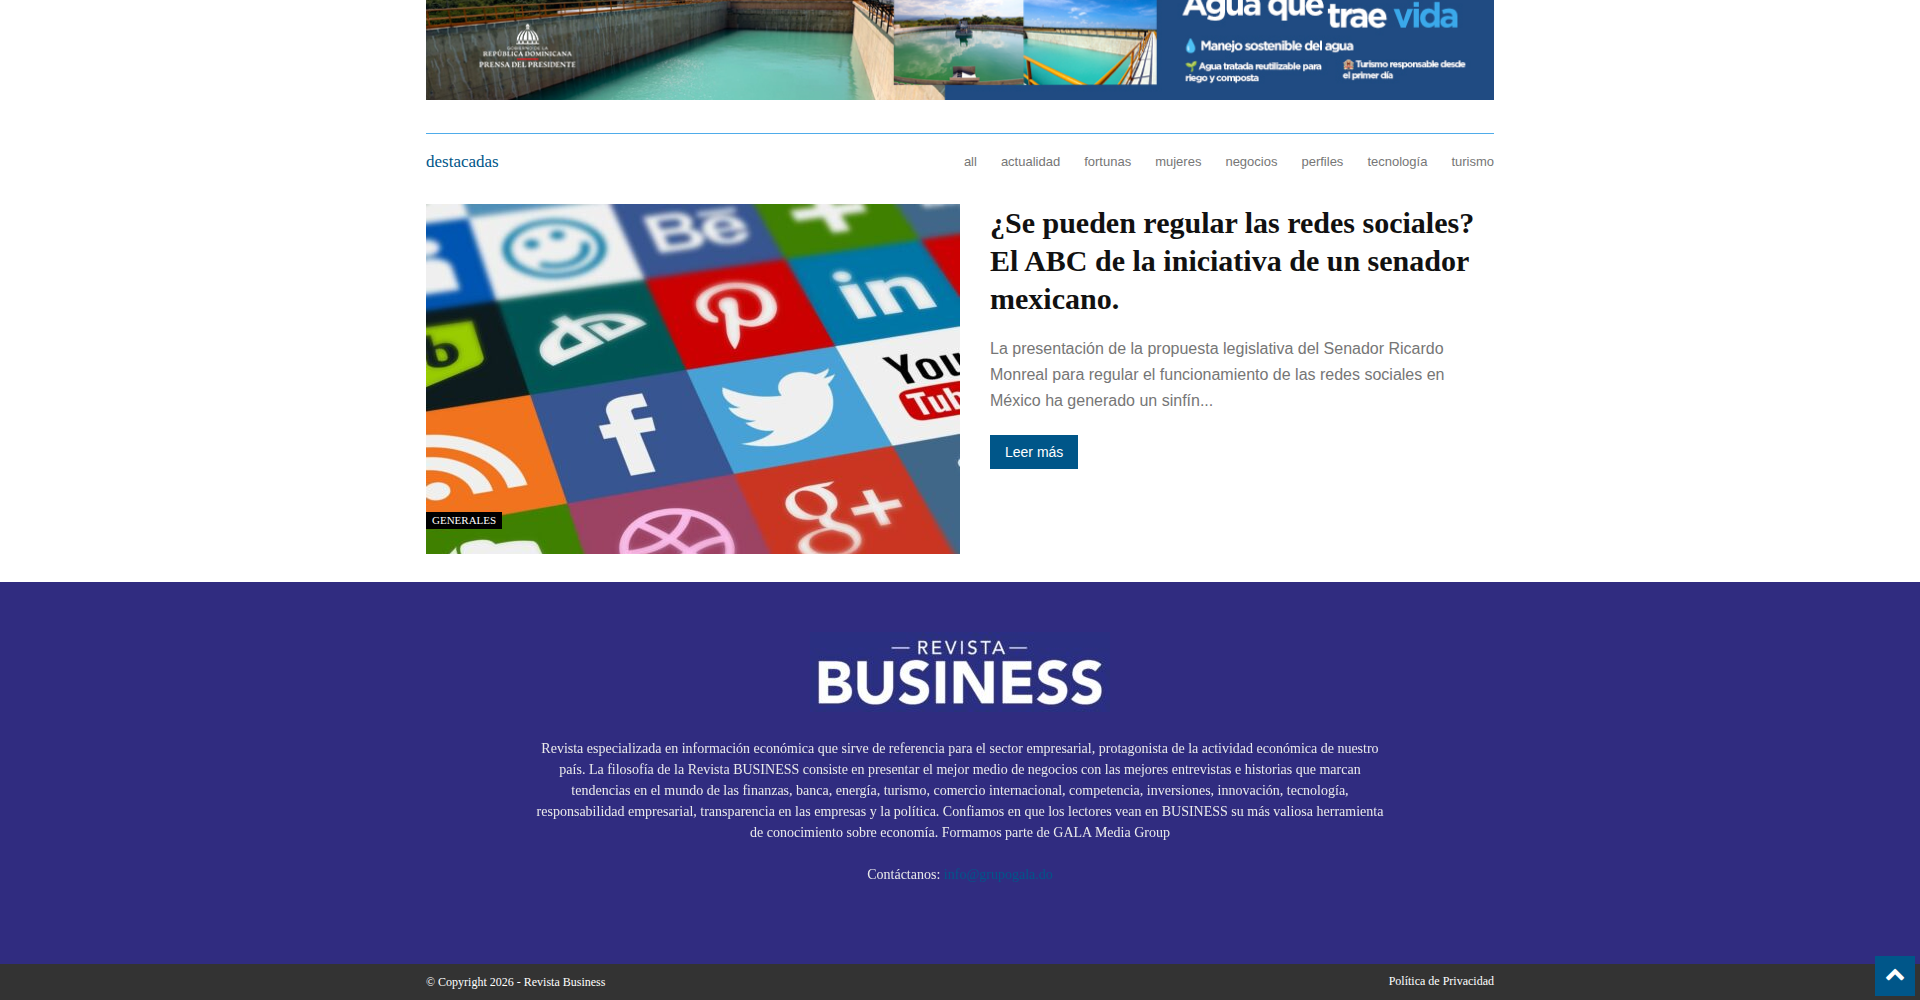 Agua que trae vida
Manejo sostenible del agua
Agua tratada reutilizable para riego y composta
Turismo responsable desde el primer día
GOBIERNO DE LA
REPÚBLICA DOMINICANA
PRENSA DEL PRESIDENTE
destacadas
all actualidad fortunas mujeres negocios perfiles tecnología turismo
Bē
in
You
Tub
b
f
g+
GENERALES
¿Se pueden regular las redes sociales?
El ABC de la iniciativa de un senador
mexicano.
La presentación de la propuesta legislativa del Senador Ricardo
Monreal para regular el funcionamiento de las redes sociales en
México ha generado un sinfín...
Leer más
REVISTA
BUSINESS
Revista especializada en información económica que sirve de referencia para el sector empresarial, protagonista de la actividad económica de nuestro
país. La filosofía de la Revista BUSINESS consiste en presentar el mejor medio de negocios con las mejores entrevistas e historias que marcan
tendencias en el mundo de las finanzas, banca, energía, turismo, comercio internacional, competencia, inversiones, innovación, tecnología,
responsabilidad empresarial, transparencia en las empresas y la política. Confiamos en que los lectores vean en BUSINESS su más valiosa herramienta
de conocimiento sobre economía. Formamos parte de GALA Media Group
Contáctanos: info@grupogala.do
© Copyright 2026 - Revista Business
Política de Privacidad